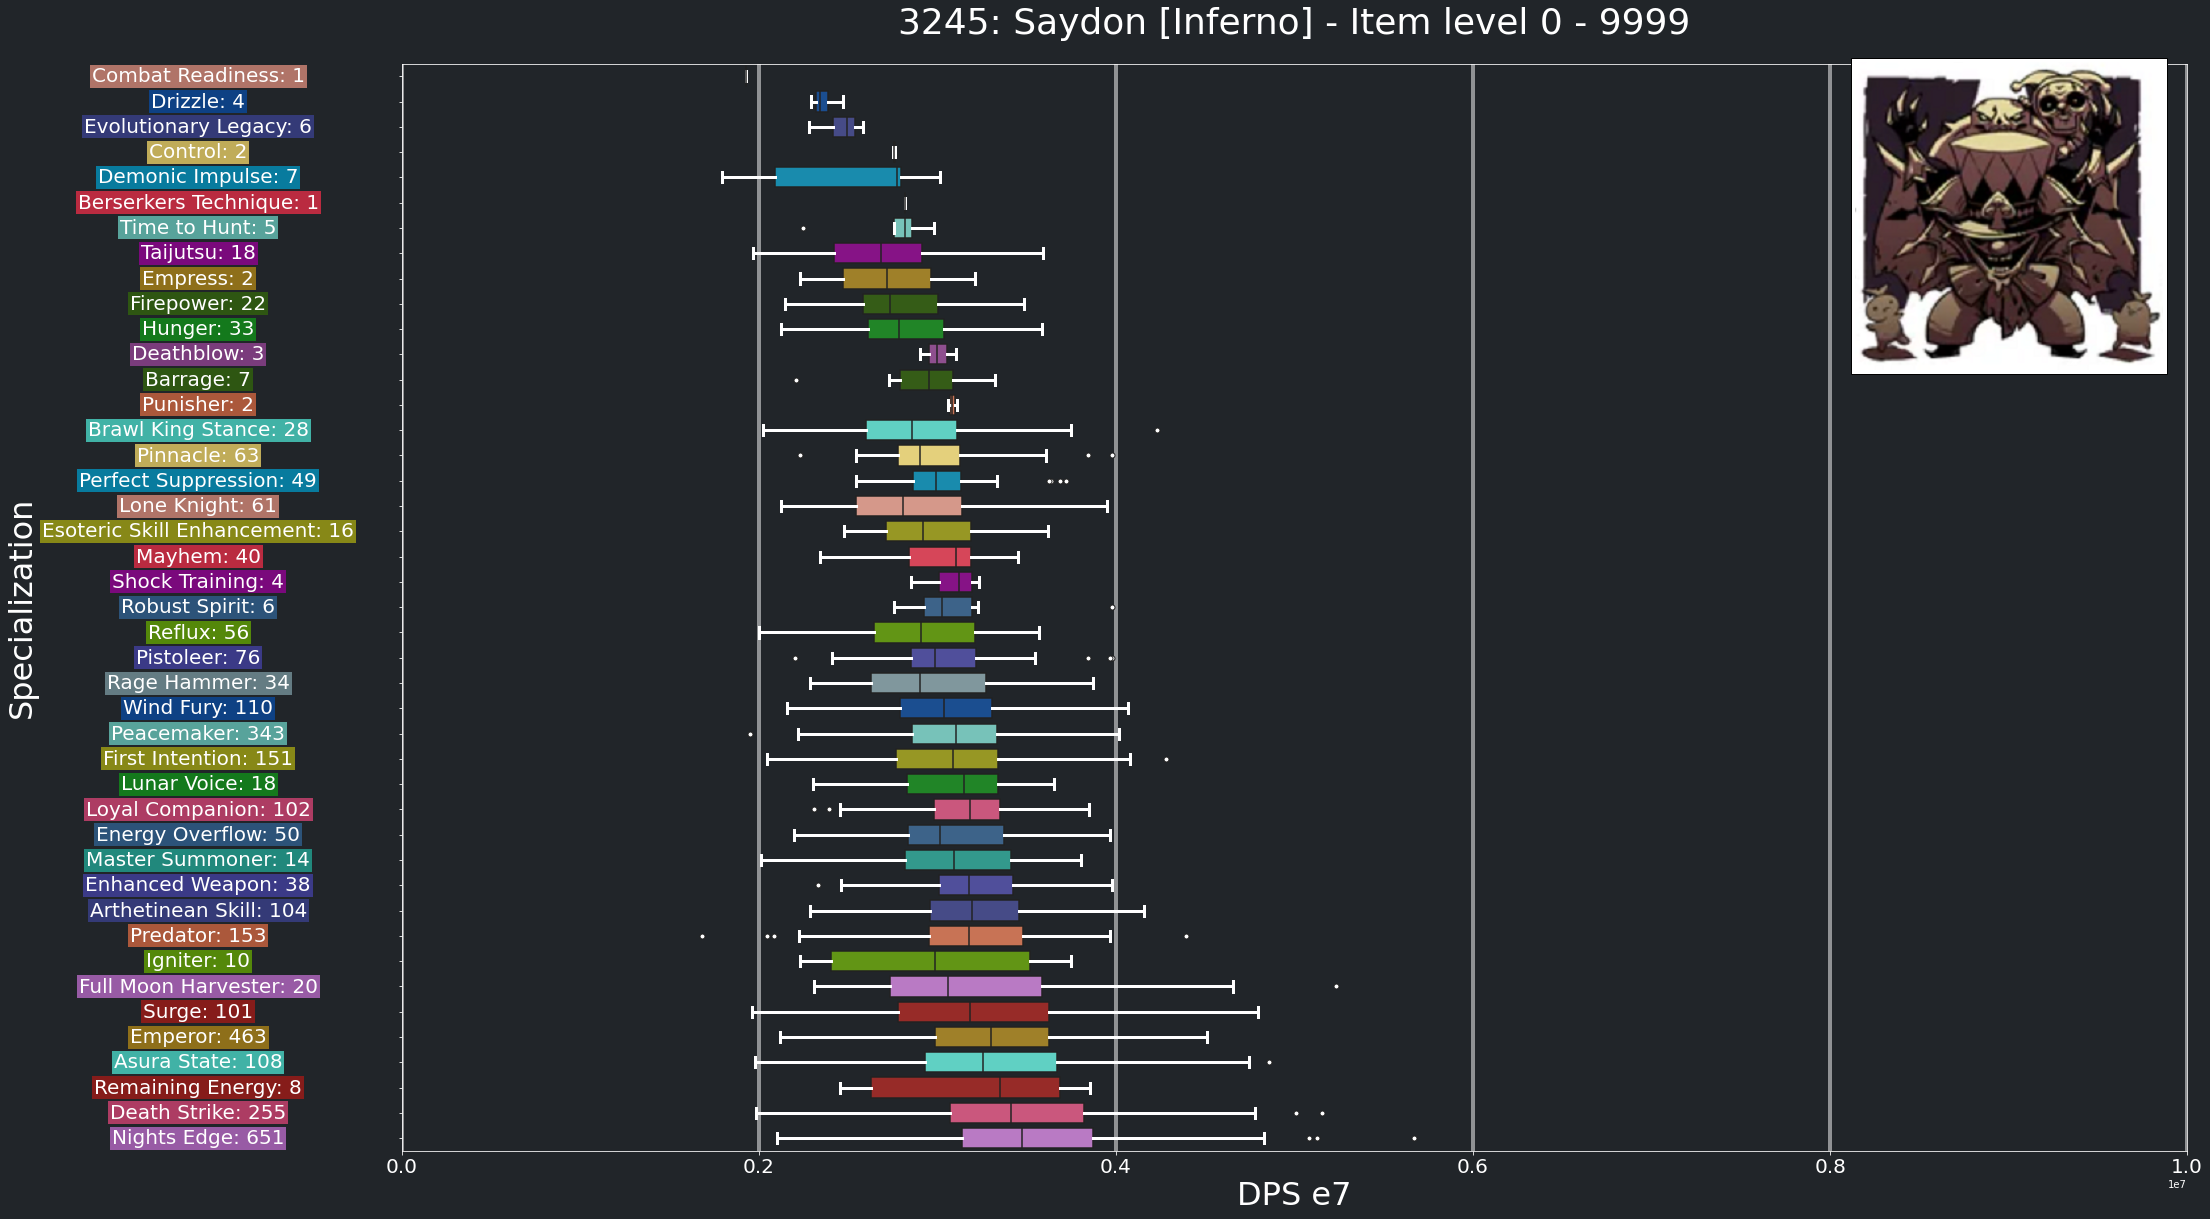 3245: Saydon [Inferno] - Item level 0 - 9999
Specialization
Combat Readiness: 1
Drizzle: 4
Evolutionary Legacy: 6
Control: 2
Demonic Impulse: 7
Berserkers Technique: 1
Time to Hunt: 5
Taijutsu: 18
Empress: 2
Firepower: 22
Hunger: 33
Deathblow: 3
Barrage: 7
Punisher: 2
Brawl King Stance: 28
Pinnacle: 63
Perfect Suppression: 49
Lone Knight: 61
Esoteric Skill Enhancement: 16
Mayhem: 40
Shock Training: 4
Robust Spirit: 6
Reflux: 56
Pistoleer: 76
Rage Hammer: 34
Wind Fury: 110
Peacemaker: 343
First Intention: 151
Lunar Voice: 18
Loyal Companion: 102
Energy Overflow: 50
Master Summoner: 14
Enhanced Weapon: 38
Arthetinean Skill: 104
Predator: 153
Igniter: 10
Full Moon Harvester: 20
Surge: 101
Emperor: 463
Asura State: 108
Remaining Energy: 8
Death Strike: 255
Nights Edge: 651
0.0 0.2 0.4 0.6 0.8 1.0
1e7
DPS e7